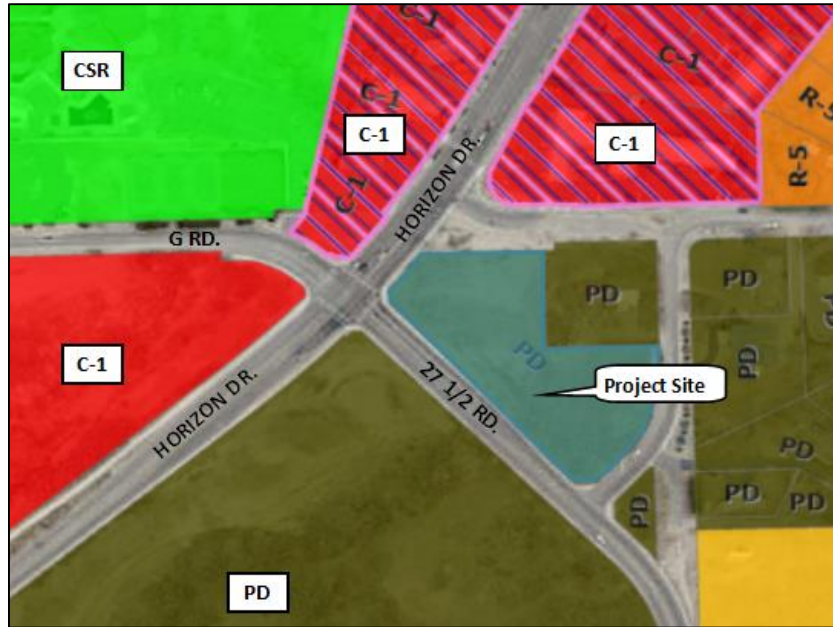 C-1
CSR
C-1
C-1
C-1
C-1
R-5
C-1
R-5
HORIZON DR.
G RD.
PD
PD
PD
C-1
PD
27 1/2 RD.
Project Site
HORIZON DR.
PD
PD
PD
PD
PD